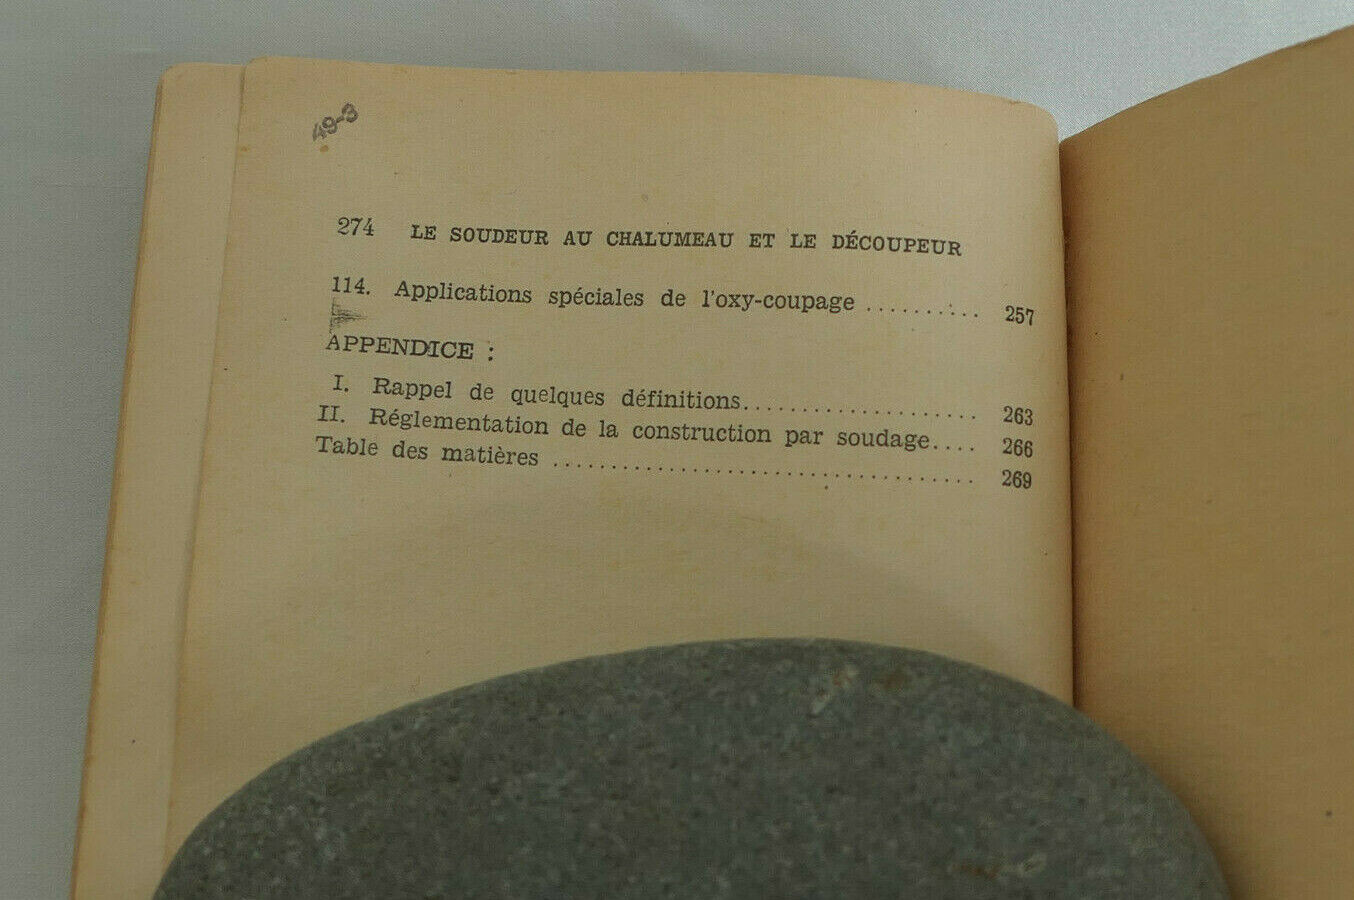 49-3
274 LE SOUDEUR AU CHALUMEAU ET LE DÉCOUPEUR
114. Applications spéciales de l'oxy-coupage .......... 257
APPENDICE :
I. Rappel de quelques définitions..................... 263
II. Réglementation de la construction par soudage.... 266
Table des matières ..................................... 269